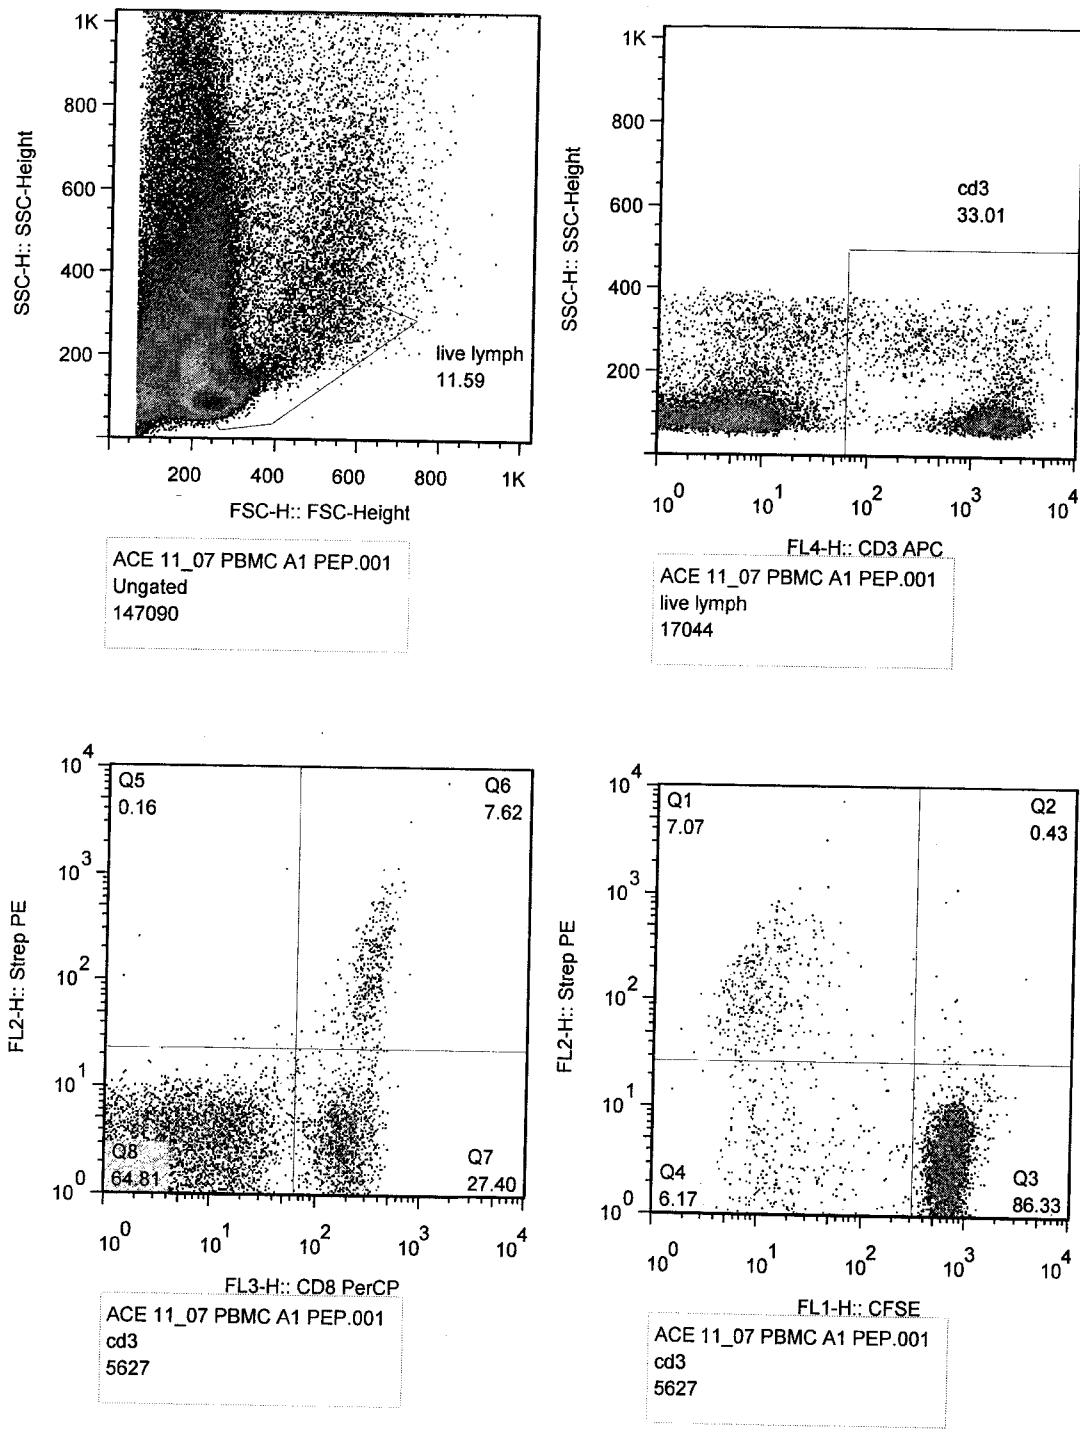 1K
800
600
400
200
SSC-H:: SSC-Height
live lymph
11.59
200
400
600
800
1K
FSC-H:: FSC-Height
ACE 11_07 PBMC A1 PEP.001
Ungated
147090
1K
800
600
400
200
SSC-H:: SSC-Height
cd3
33.01
10^0
10^1
10^2
10^3
10^4
FL4-H:: CD3 APC
ACE 11_07 PBMC A1 PEP.001
live lymph
17044
10^4
10^3
10^2
10^1
10^0
FL2-H:: Strep PE
Q5
0.16
Q6
7.62
Q8
64.81
Q7
27.40
10^0
10^1
10^2
10^3
10^4
FL3-H:: CD8 PerCP
ACE 11_07 PBMC A1 PEP.001
cd3
5627
10^4
10^3
10^2
10^1
10^0
FL2-H:: Strep PE
Q1
7.07
Q2
0.43
Q4
6.17
Q3
86.33
10^0
10^1
10^2
10^3
10^4
FL1-H:: CFSE
ACE 11_07 PBMC A1 PEP.001
cd3
5627